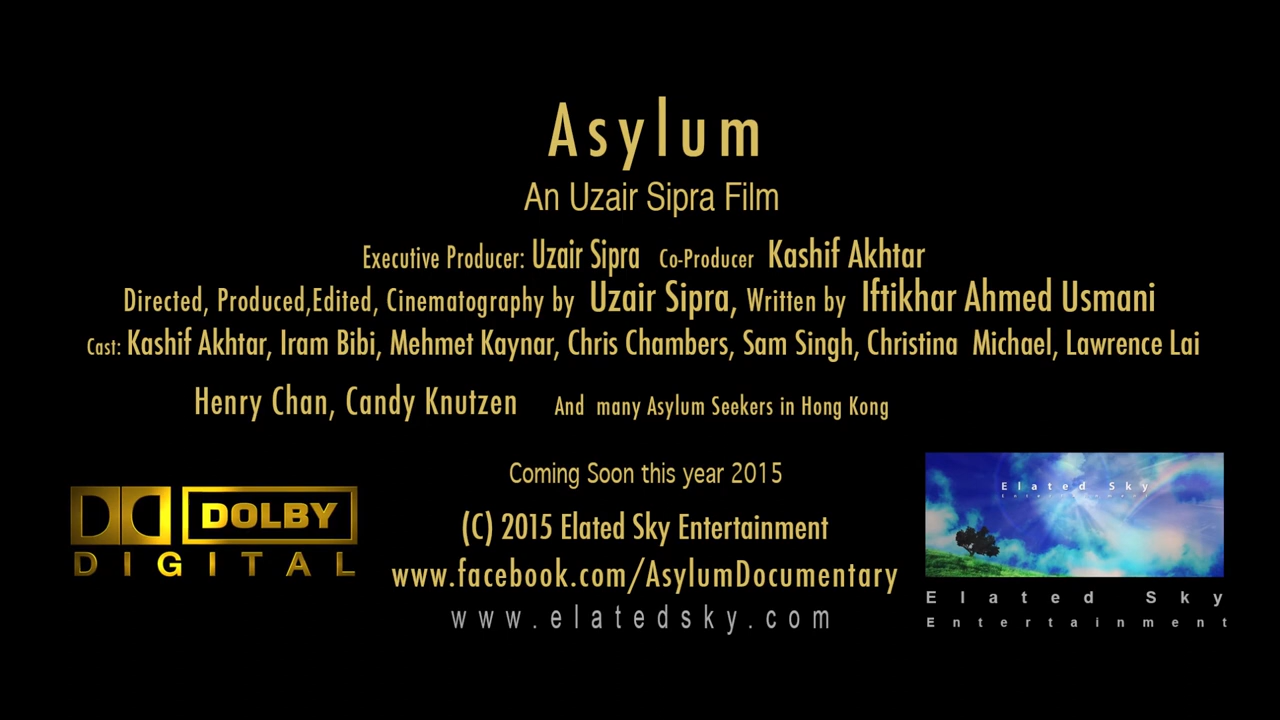 Asylum
An Uzair Sipra Film
Executive Producer: Uzair Sipra Co-Producer Kashif Akhtar
Directed, Produced,Edited, Cinematography by Uzair Sipra, Written by Iftikhar Ahmed Usmani
Cast: Kashif Akhtar, Iram Bibi, Mehmet Kaynar, Chris Chambers, Sam Singh, Christina Michael, Lawrence Lai
Henry Chan, Candy Knutzen And many Asylum Seekers in Hong Kong
Coming Soon this year 2015
(C) 2015 Elated Sky Entertainment
www.facebook.com/AsylumDocumentary
www.elatedsky.com
DOLBY
DIGITAL
Elated Sky
Entertainment
Elated Sky
Entertainment